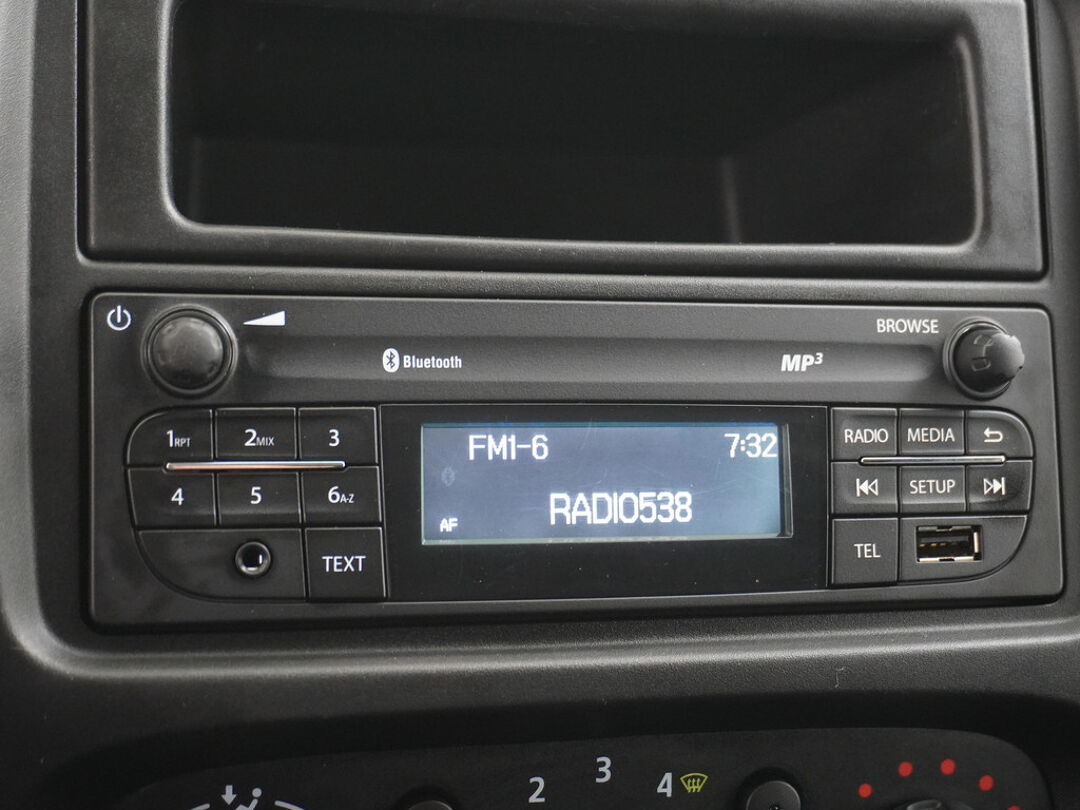 BROWSE
Bluetooth
MP3
1RPT 2MIX 3
4 5 6A-Z
TEXT
FM1-6 7:32
AF
RADIO538
RADIO MEDIA
SETUP
TEL
2 3 4